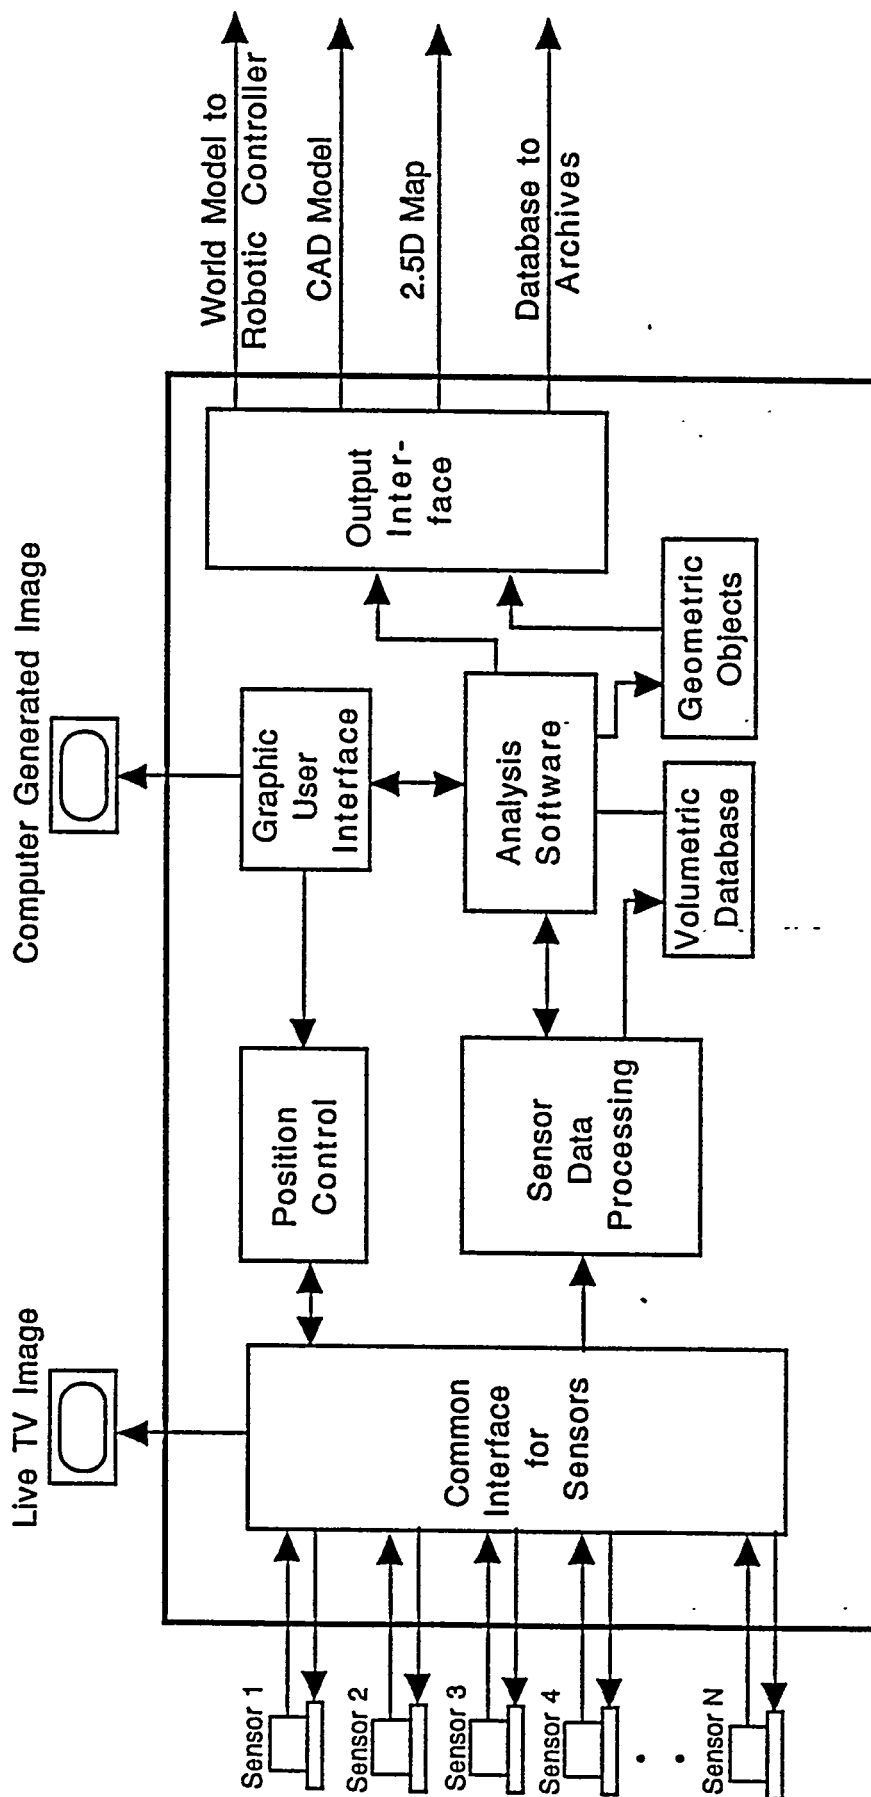 Live TV Image
Computer Generated Image
Sensor 1
Sensor 2
Sensor 3
Sensor 4
Sensor N
Common
Interface
for
Sensors
Position
Control
Sensor
Data
Processing
Graphic
User
Interface
Analysis
Software
Volumetric
Database
Geometric
Objects
Output
Inter-
face
World Model to
Robotic Controller
CAD Model
2.5D Map
Database to
Archives